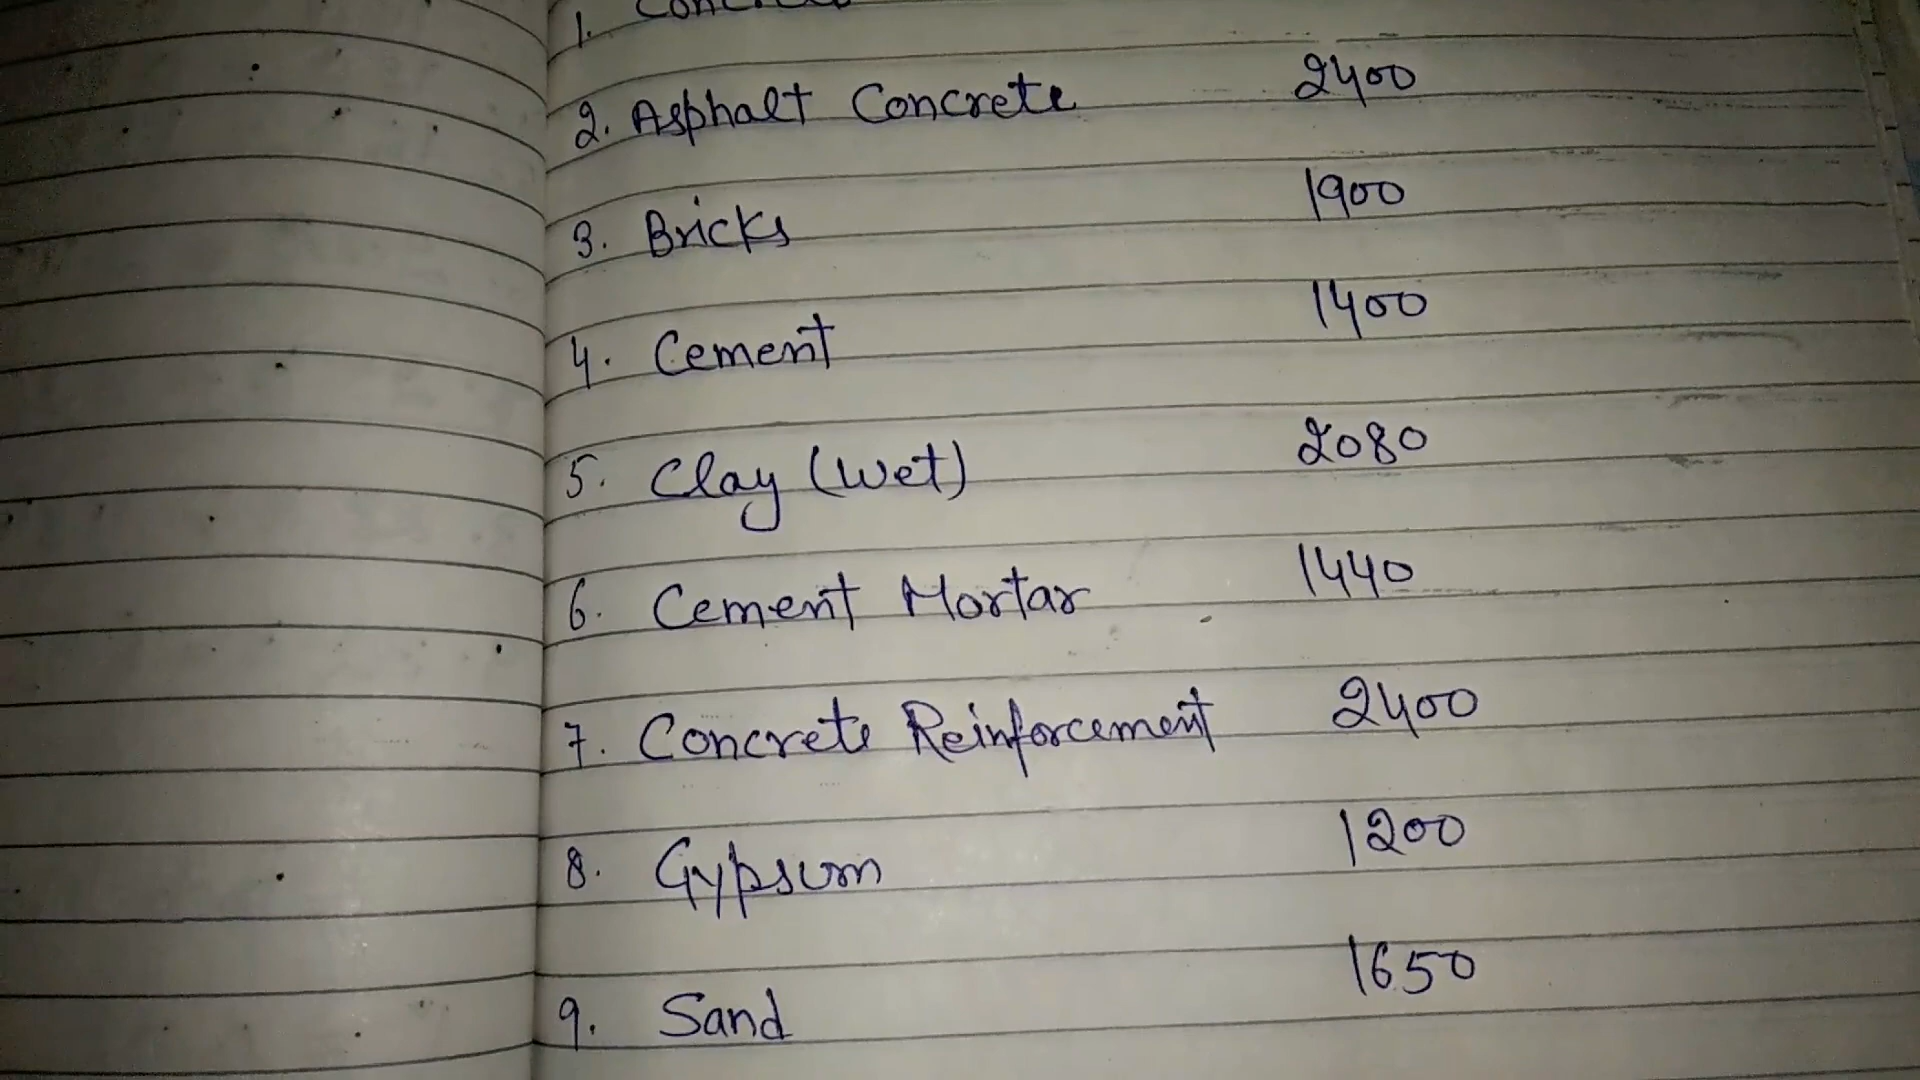 1.
2. Asphalt Concrete 2400
3. Bricks 1900
4. Cement 1400
5. Clay (Wet) 2080
6. Cement Mortar 1440
7. Concrete Reinforcement 2400
8. Gypsum 1200
9. Sand 1650